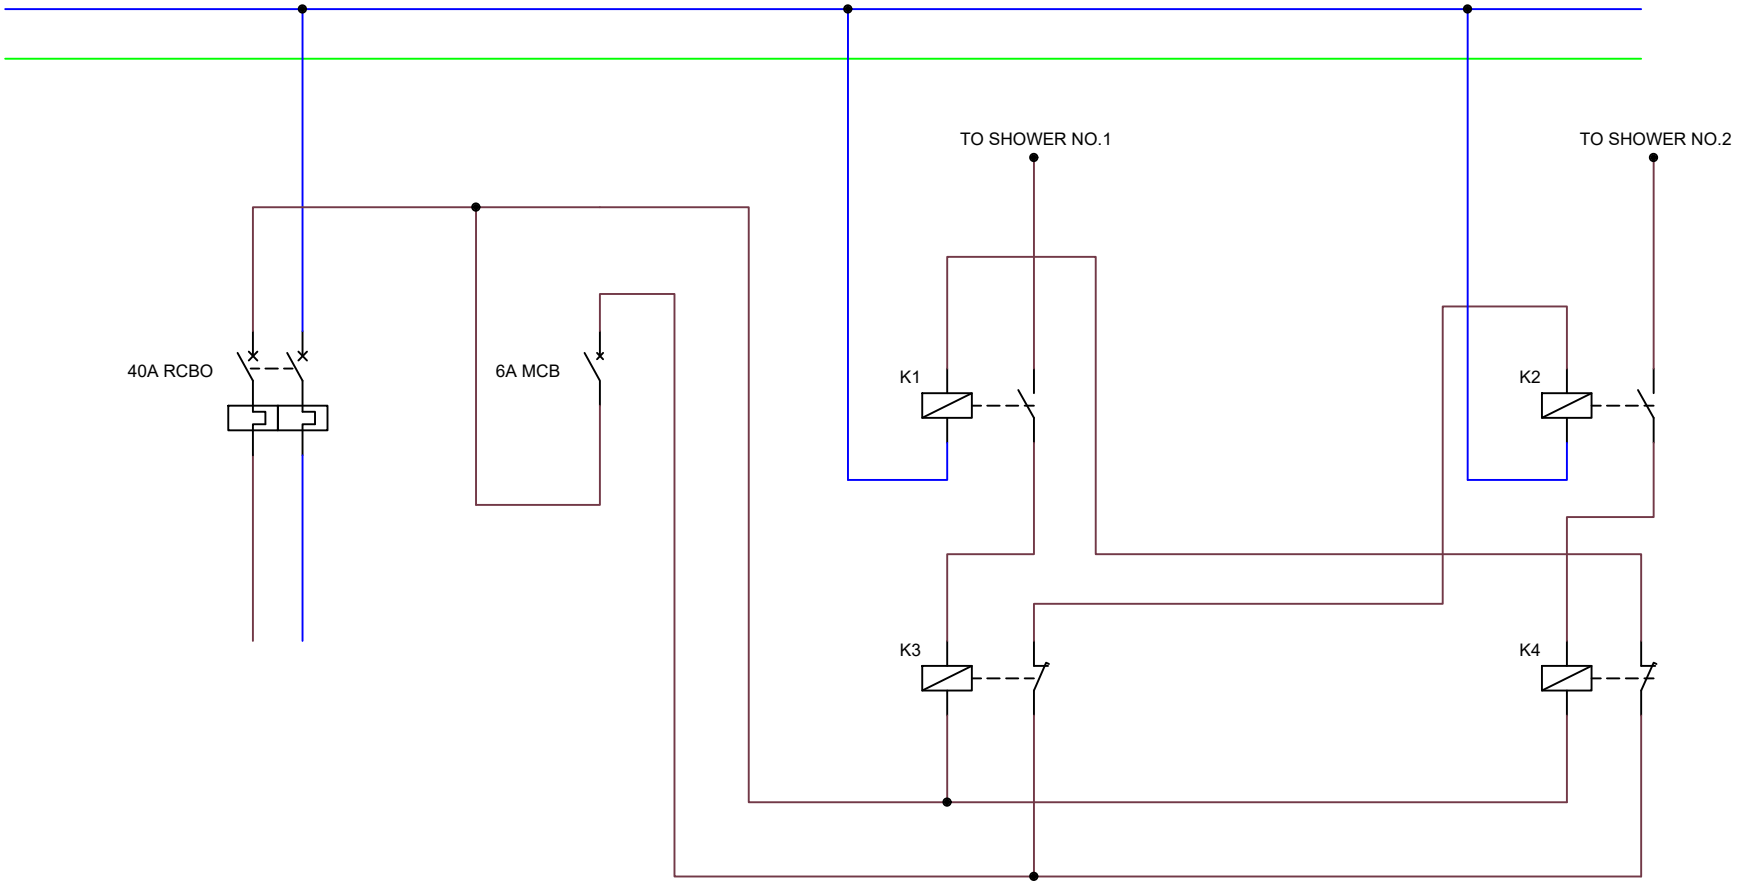 TO SHOWER NO.1
TO SHOWER NO.2
40A RCBO
6A MCB
K1
K2
K3
K4